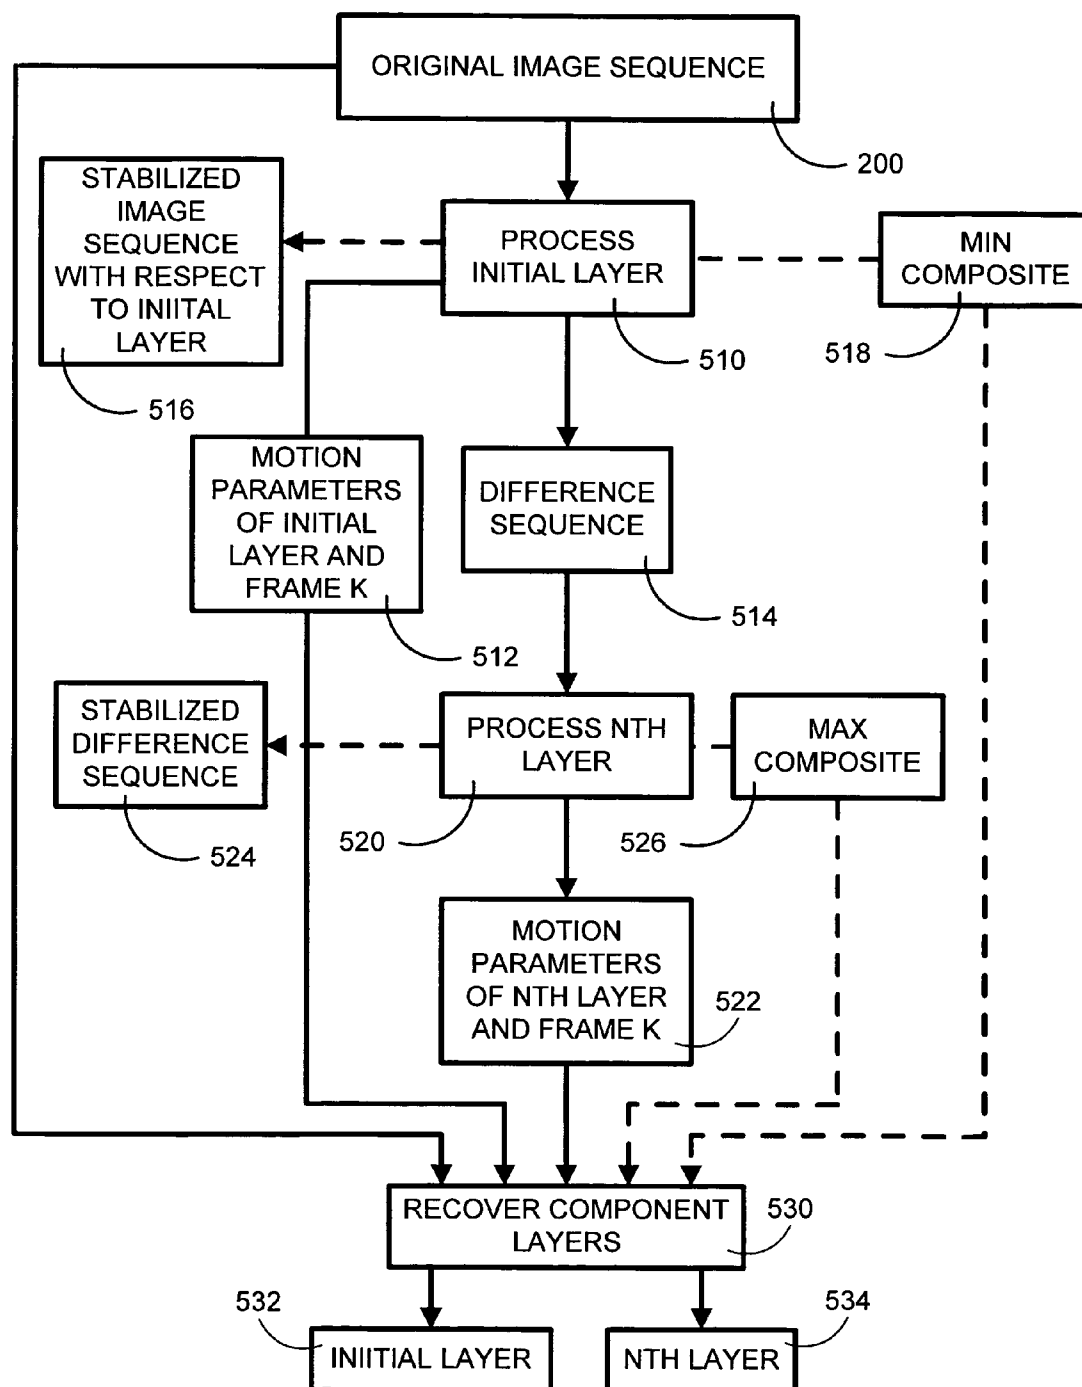 ORIGINAL IMAGE SEQUENCE
200
STABILIZED
IMAGE
SEQUENCE
WITH RESPECT
TO INIITAL
LAYER
516
PROCESS
INITIAL LAYER
510
MIN
COMPOSITE
518
MOTION
PARAMETERS
OF INITIAL
LAYER AND
FRAME K
512
DIFFERENCE
SEQUENCE
514
STABILIZED
DIFFERENCE
SEQUENCE
524
PROCESS NTH
LAYER
520
MAX
COMPOSITE
526
MOTION
PARAMETERS
OF NTH LAYER
AND FRAME K
522
RECOVER COMPONENT
LAYERS
530
532
INIITIAL LAYER
534
NTH LAYER